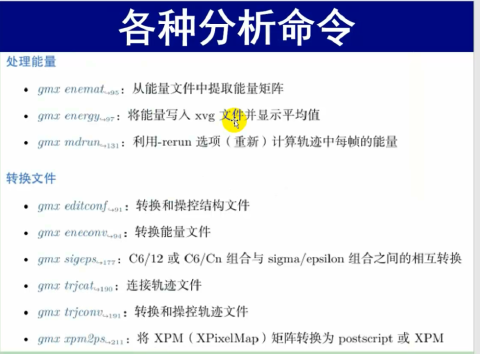 各种分析命令
处理能量
• gmx enemat→95：从能量文件中提取能量矩阵
• gmx energy→97：将能量写入 xvg 文件并显示平均值
• gmx mdrun→131：利用-rerun 选项（重新）计算轨迹中每帧的能量
转换文件
• gmx editconf→91：转换和操控结构文件
• gmx eneconv→94：转换能量文件
• gmx sigeps→177：C6/12 或 C6/Cn 组合与 sigma/epsilon 组合之间的相互转换
• gmx trjcat→190：连接轨迹文件
• gmx trjconv→191：转换和操控轨迹文件
• gmx xpm2ps→211：将 XPM（XPixelMap）矩阵转换为 postscript 或 XPM